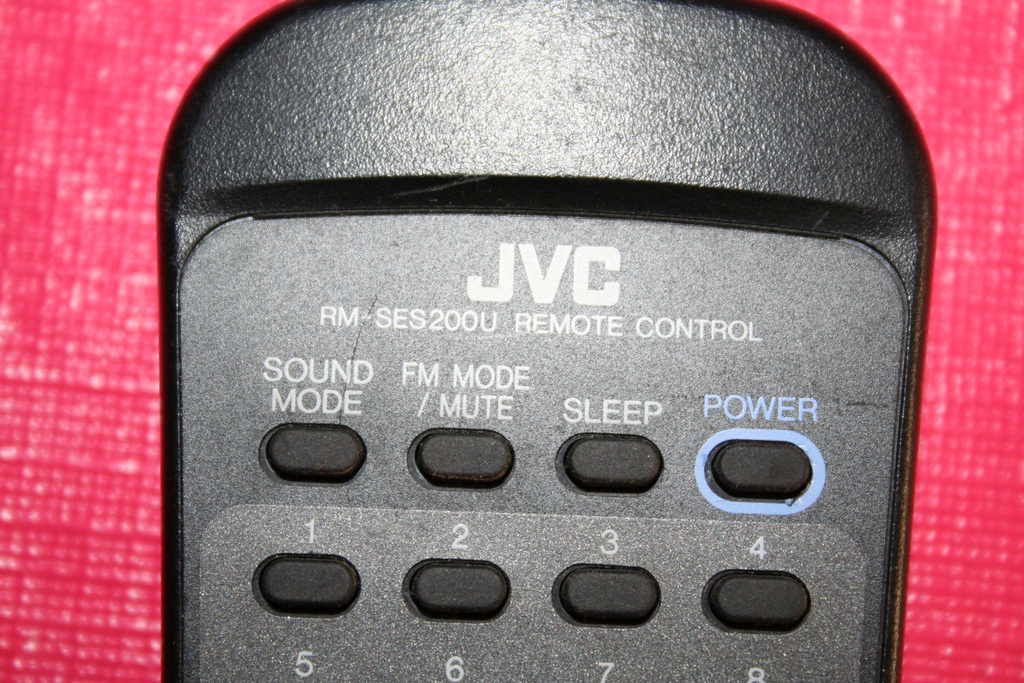 JVC
RM-SES200U REMOTE CONTROL
SOUND MODE
FM MODE / MUTE
SLEEP
POWER
1 2 3 4
5 6 7 8